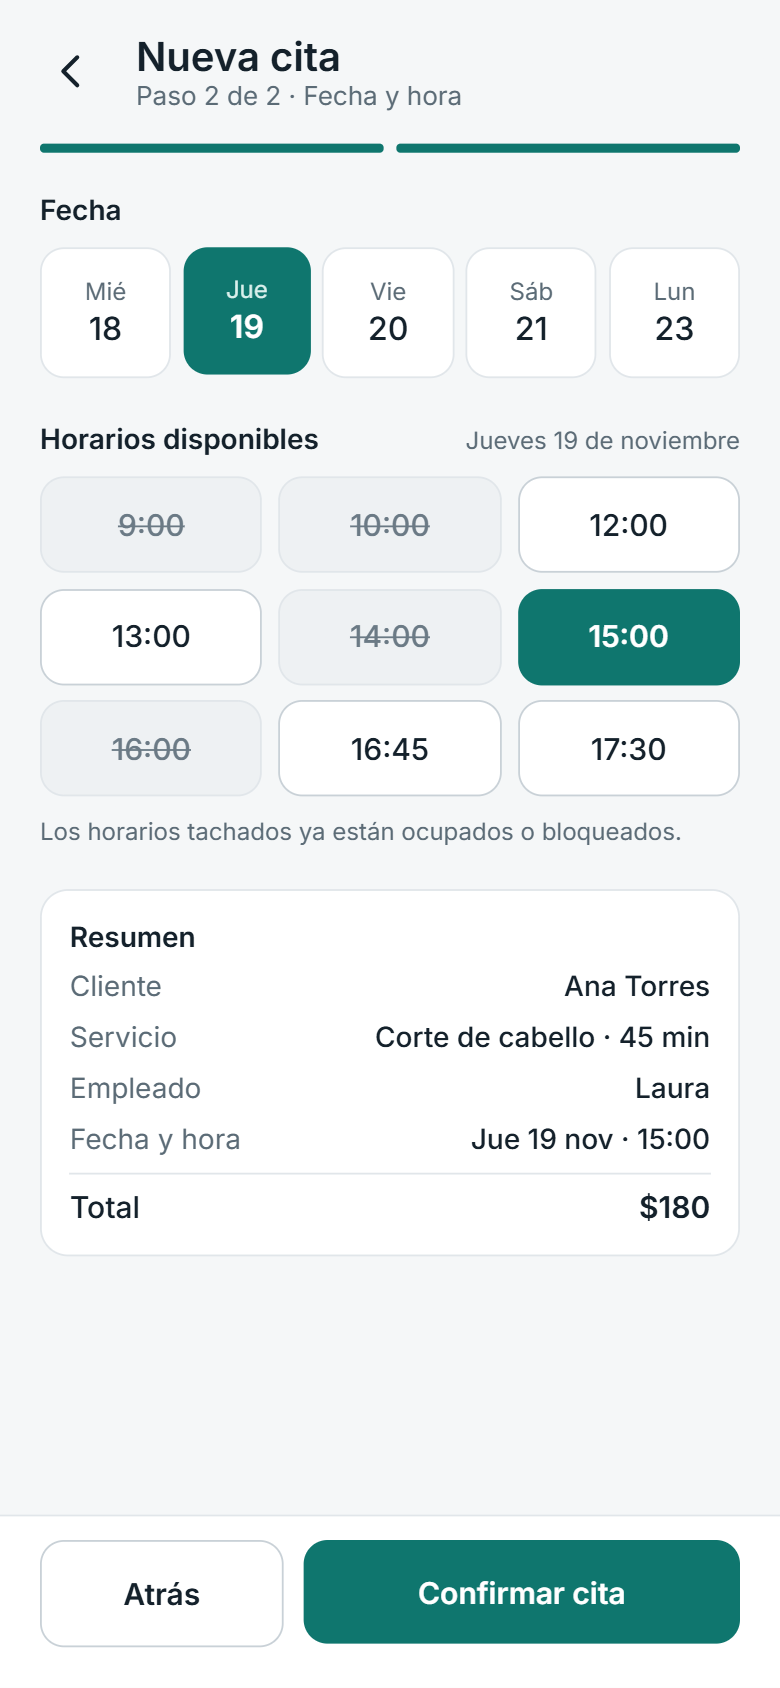 Nueva cita
Paso 2 de 2 · Fecha y hora
Fecha
Mié Jue Vie Sáb Lun
18 19 20 21 23
Horarios disponibles Jueves 19 de noviembre
9:00 10:00 12:00
13:00 14:00 15:00
16:00 16:45 17:30
Los horarios tachados ya están ocupados o bloqueados.
Resumen
Cliente Ana Torres
Servicio Corte de cabello · 45 min
Empleado Laura
Fecha y hora Jue 19 nov · 15:00
Total $180
Atrás Confirmar cita